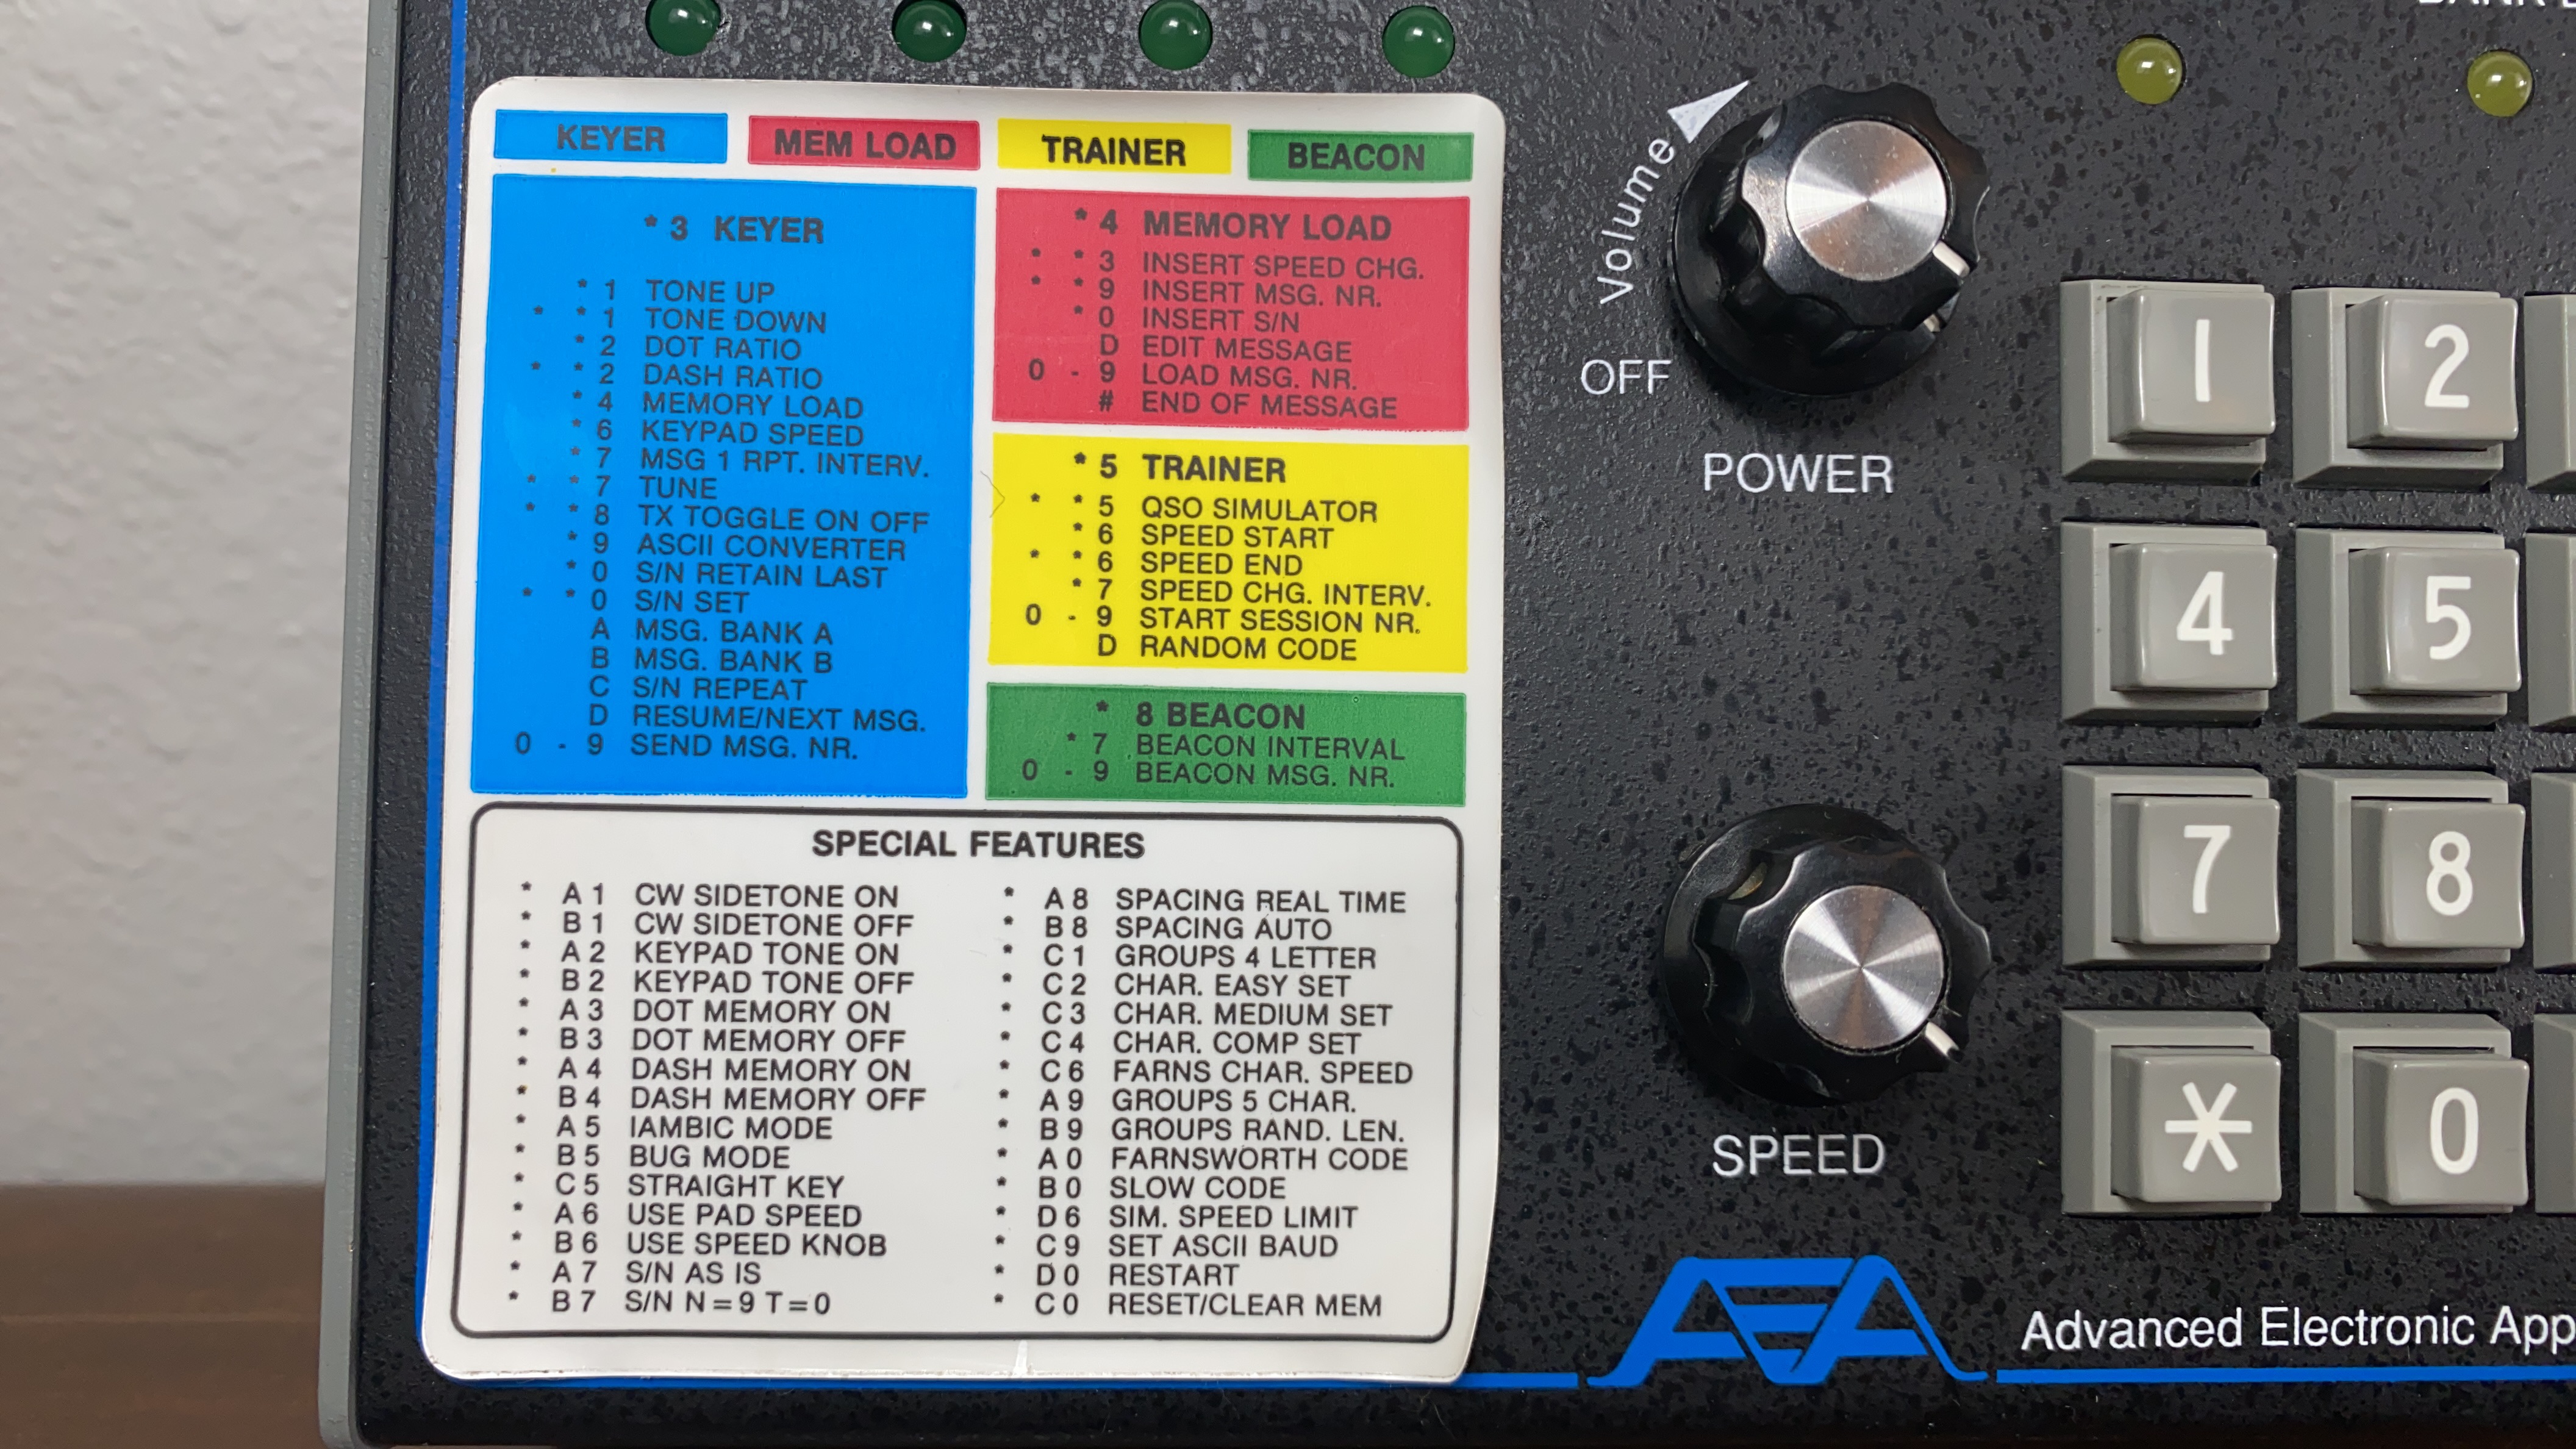 KEYER MEM LOAD TRAINER BEACON
* 3 KEYER
* 1 TONE UP
* * 1 TONE DOWN
* 2 DOT RATIO
* * 2 DASH RATIO
* 4 MEMORY LOAD
* 6 KEYPAD SPEED
* 7 MSG 1 RPT. INTERV.
* * 7 TUNE
* * 8 TX TOGGLE ON OFF
* 9 ASCII CONVERTER
* 0 S/N RETAIN LAST
* * 0 S/N SET
A MSG. BANK A
B MSG. BANK B
C S/N REPEAT
D RESUME/NEXT MSG.
0 - 9 SEND MSG. NR.
* 4 MEMORY LOAD
* * 3 INSERT SPEED CHG.
* * 9 INSERT MSG. NR.
* 0 INSERT S/N
D EDIT MESSAGE
0 - 9 LOAD MSG. NR.
# END OF MESSAGE
* 5 TRAINER
* * 5 QSO SIMULATOR
* 6 SPEED START
* * 6 SPEED END
* 7 SPEED CHG. INTERV.
0 - 9 START SESSION NR.
D RANDOM CODE
* 8 BEACON
* 7 BEACON INTERVAL
0 - 9 BEACON MSG. NR.
SPECIAL FEATURES
* A 1 CW SIDETONE ON
* B 1 CW SIDETONE OFF
* A 2 KEYPAD TONE ON
* B 2 KEYPAD TONE OFF
* A 3 DOT MEMORY ON
* B 3 DOT MEMORY OFF
* A 4 DASH MEMORY ON
* B 4 DASH MEMORY OFF
* A 5 IAMBIC MODE
* B 5 BUG MODE
* C 5 STRAIGHT KEY
* A 6 USE PAD SPEED
* B 6 USE SPEED KNOB
* A 7 S/N AS IS
* B 7 S/N N=9 T=0
* A 8 SPACING REAL TIME
* B 8 SPACING AUTO
* C 1 GROUPS 4 LETTER
* C 2 CHAR. EASY SET
* C 3 CHAR. MEDIUM SET
* C 4 CHAR. COMP SET
* C 6 FARNS CHAR. SPEED
* A 9 GROUPS 5 CHAR.
* B 9 GROUPS RAND. LEN.
* A 0 FARNSWORTH CODE
* B 0 SLOW CODE
* D 6 SIM. SPEED LIMIT
* C 9 SET ASCII BAUD
* D 0 RESTART
* C 0 RESET/CLEAR MEM
Volume
OFF
POWER
SPEED
1 2
4 5
7 8
* 0
AEA
Advanced Electronic App